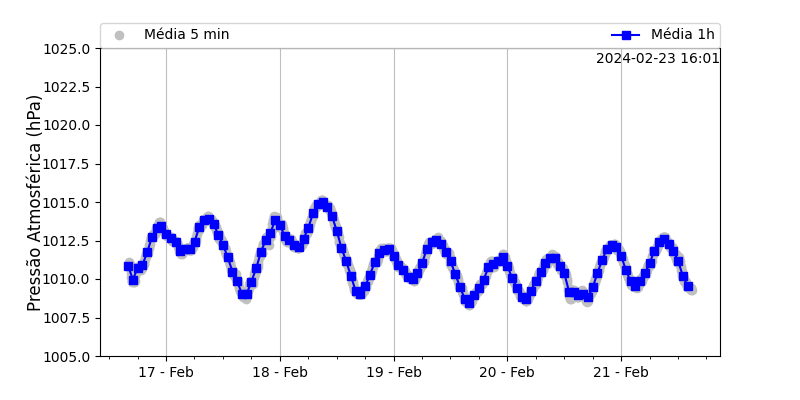 Média 5 min
Média 1h
2024-02-23 16:01
Pressão Atmosférica (hPa)
1025.0
1022.5
1020.0
1017.5
1015.0
1012.5
1010.0
1007.5
1005.0
17 - Feb
18 - Feb
19 - Feb
20 - Feb
21 - Feb